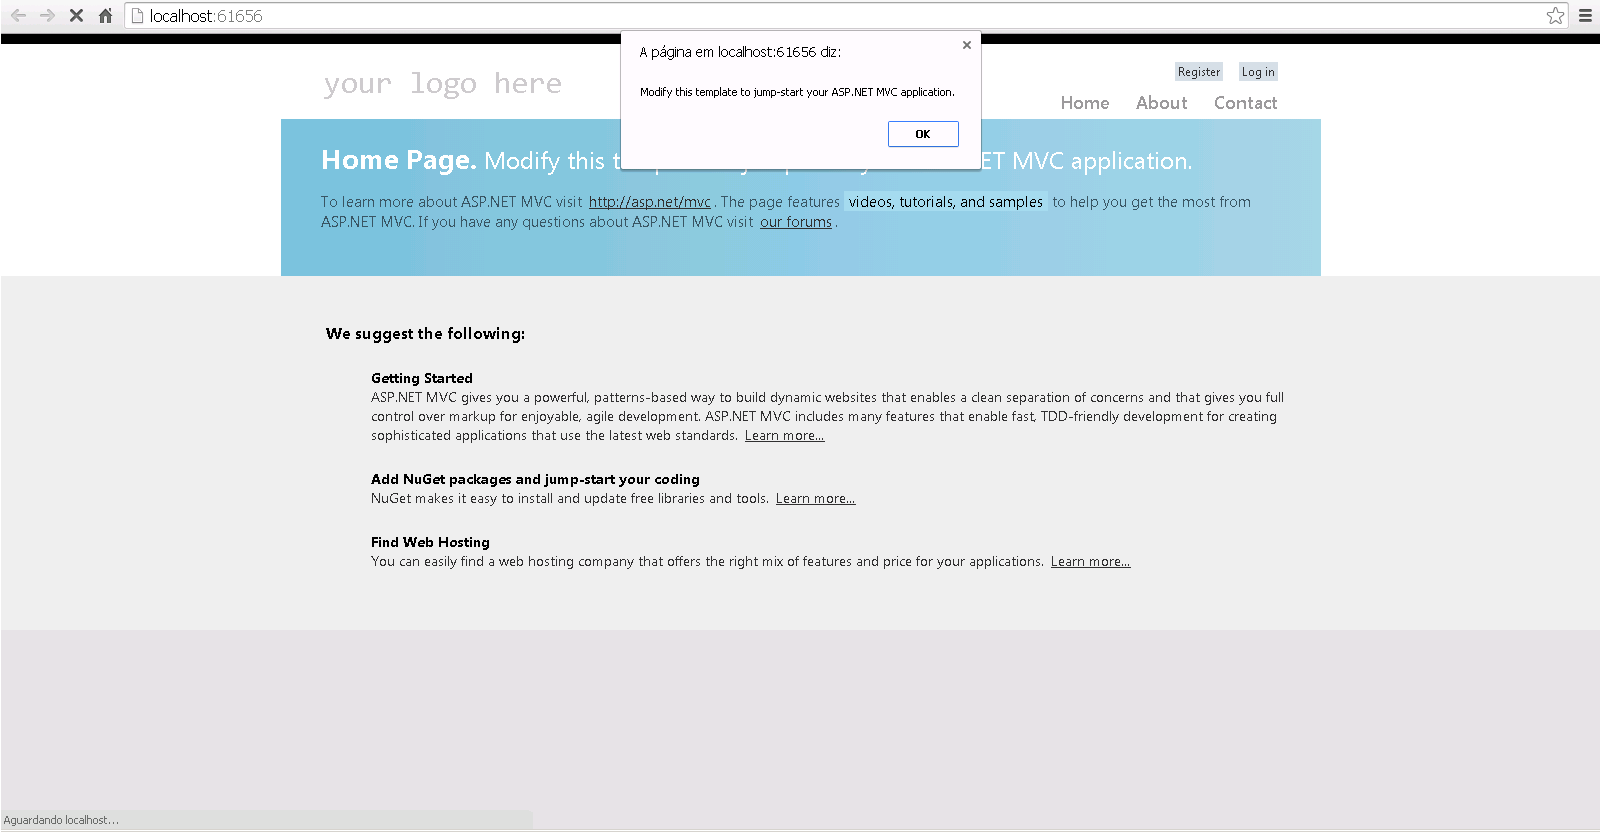 localhost:61656
A página em localhost:61656 diz:
Modify this template to jump-start your ASP.NET MVC application.
OK
your logo here
Register Log in
Home About Contact
Home Page. Modify this t ET MVC application.
To learn more about ASP.NET MVC visit http://asp.net/mvc . The page features videos, tutorials, and samples to help you get the most from
ASP.NET MVC. If you have any questions about ASP.NET MVC visit our forums .
We suggest the following:
Getting Started
ASP.NET MVC gives you a powerful, patterns-based way to build dynamic websites that enables a clean separation of concerns and that gives you full
control over markup for enjoyable, agile development. ASP.NET MVC includes many features that enable fast, TDD-friendly development for creating
sophisticated applications that use the latest web standards. Learn more...
Add NuGet packages and jump-start your coding
NuGet makes it easy to install and update free libraries and tools. Learn more...
Find Web Hosting
You can easily find a web hosting company that offers the right mix of features and price for your applications. Learn more...
Aguardando localhost...